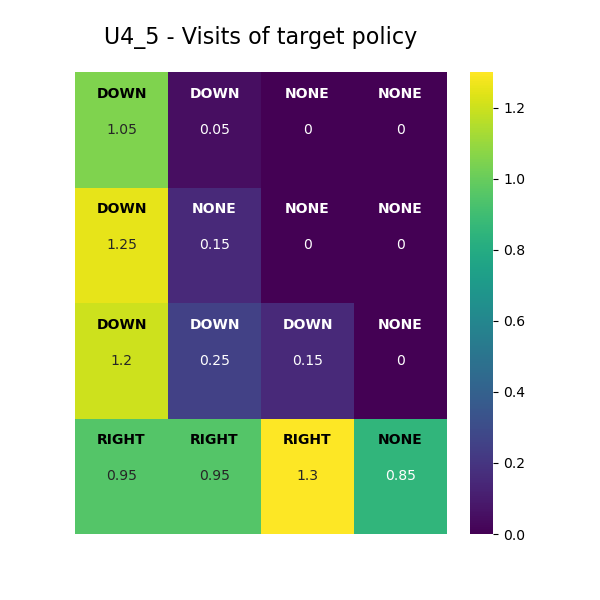 U4_5 - Visits of target policy
DOWN DOWN NONE NONE
1.05 0.05 0 0
DOWN NONE NONE NONE
1.25 0.15 0 0
DOWN DOWN DOWN NONE
1.2 0.25 0.15 0
RIGHT RIGHT RIGHT NONE
0.95 0.95 1.3 0.85
1.2
1.0
0.8
0.6
0.4
0.2
0.0